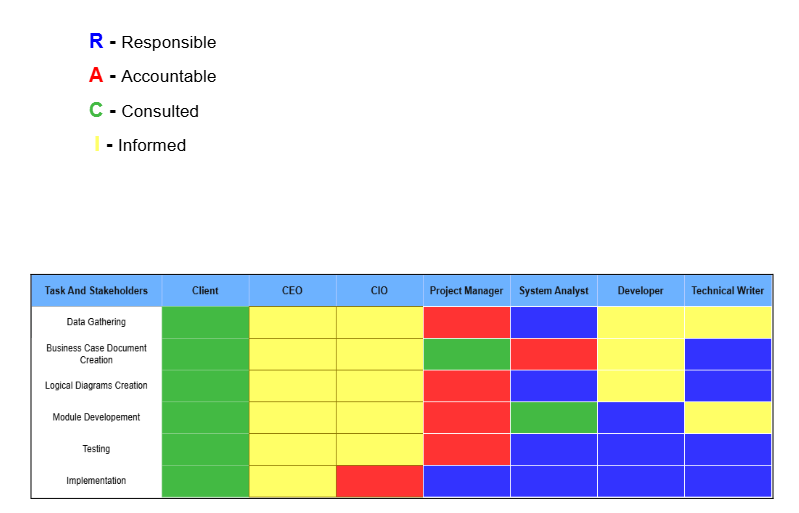 R - Responsible
A - Accountable
C - Consulted
I - Informed
Task And Stakeholders Client CEO CIO Project Manager System Analyst Developer Technical Writer
Data Gathering
Business Case Document
Creation
Logical Diagrams Creation
Module Developement
Testing
Implementation